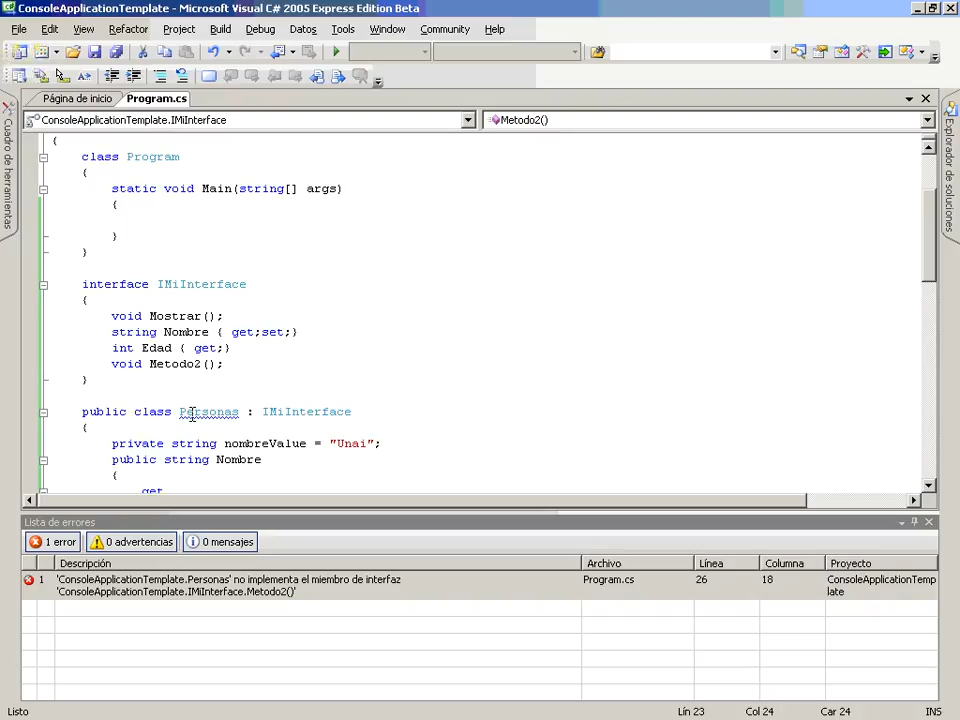 ConsoleApplicationTemplate - Microsoft Visual C# 2005 Express Edition Beta
File Edit View Refactor Project Build Debug Datos Tools Window Community Help
Página de inicio Program.cs
ConsoleApplicationTemplate.IMiInterface Metodo2()
Cuadro de herramientas
Explorador de soluciones
{
class Program
{
static void Main(string[] args)
{
}
}
interface IMiInterface
{
void Mostrar();
string Nombre { get;set;}
int Edad { get;}
void Metodo2();
}
public class Personas : IMiInterface
{
private string nombreValue = "Unai";
public string Nombre
{
get
Lista de errores
1 error 0 advertencias 0 mensajes
Descripción Archivo Línea Columna Proyecto
1 'ConsoleApplicationTemplate.Personas' no implementa el miembro de interfaz Program.cs 26 18 ConsoleApplicationTemp
'ConsoleApplicationTemplate.IMiInterface.Metodo2()' late
Listo Lín 23 Col 24 Car 24 INS